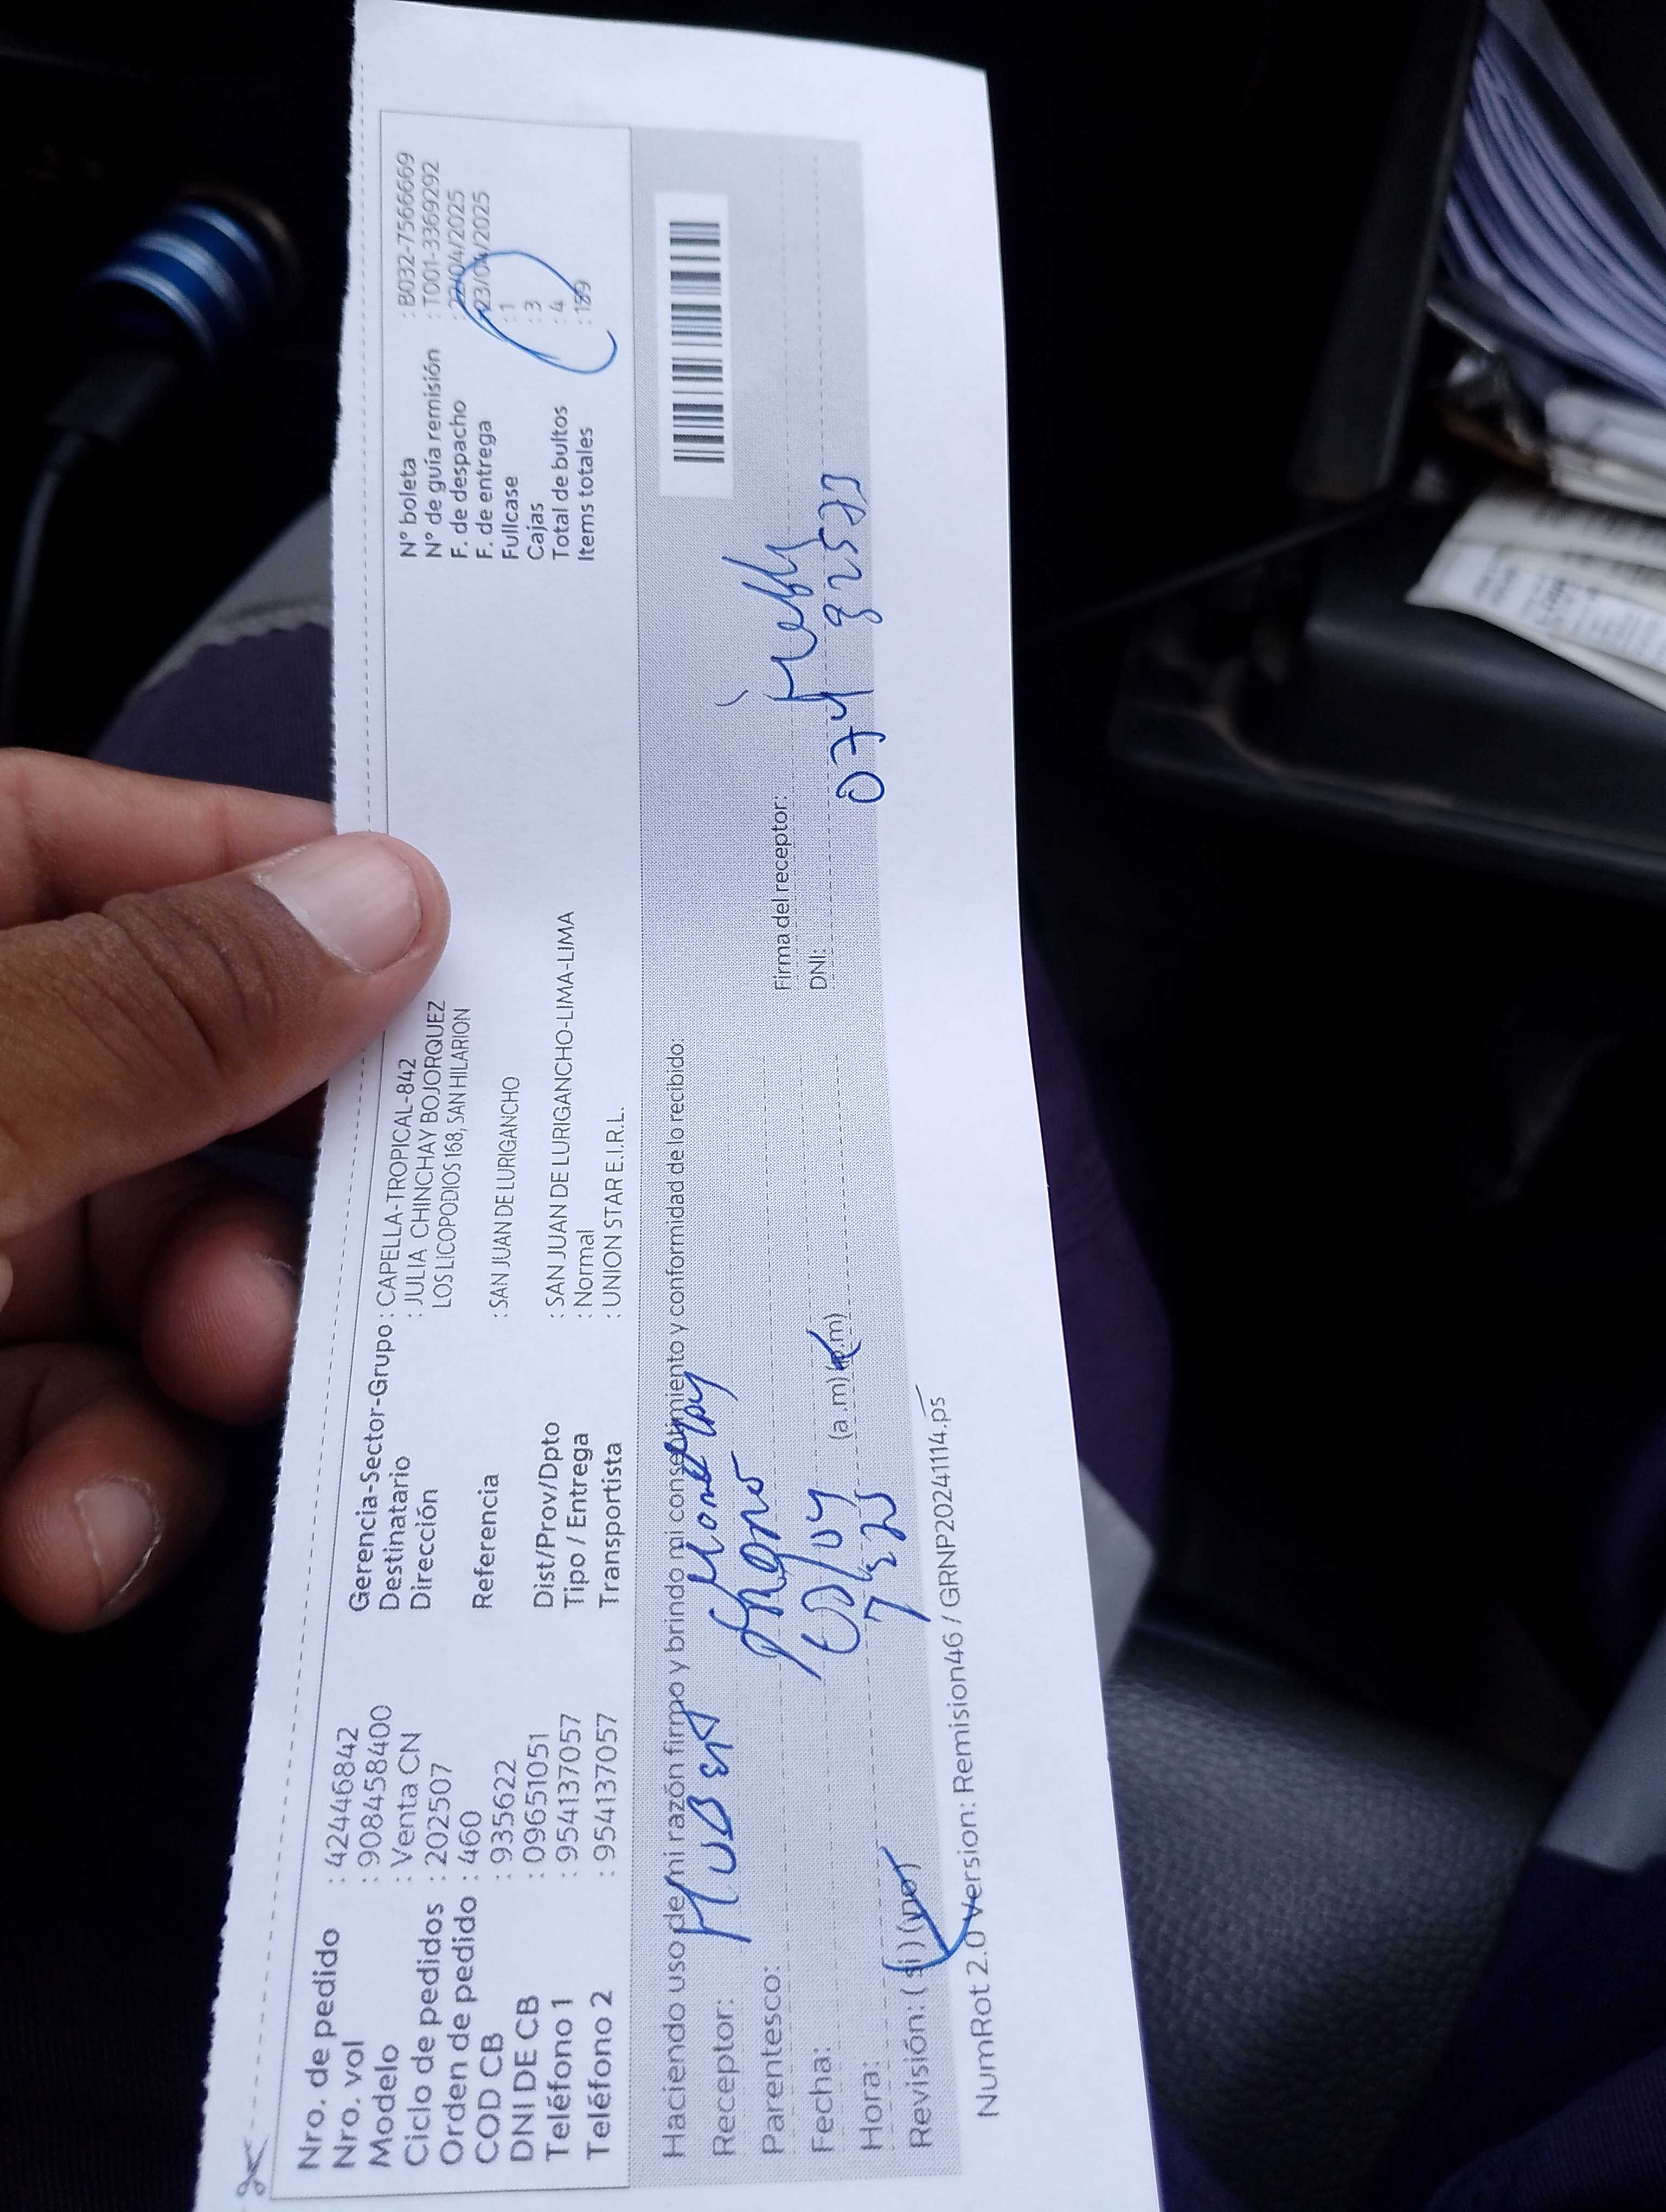 Nro. de pedido : 42446842
Nro. vol : 908458400
Modelo : Venta CN
Ciclo de pedidos : 202507
Orden de pedido : 460
COD CB : 935622
DNI DE CB : 09651051
Teléfono 1 : 954137057
Teléfono 2 : 954137057
Gerencia-Sector-Grupo : CAPELLA-TROPICAL-842
Destinatario : JULIA CHINCHAY BOJORQUEZ
Dirección LOS LICOPODIOS 168, SAN HILARION
Referencia : SAN JUAN DE LURIGANCHO
Dist/Prov/Dpto : SAN JUAN DE LURIGANCHO-LIMA-LIMA
Tipo / Entrega : Normal
Transportista : UNION STAR E.I.R.L.
N° boleta : B032-7566669
N° de guía remisión : T001-3369292
F. de despacho : 22/04/2025
F. de entrega : 23/04/2025
Fullcase : 1
Cajas : 3
Total de bultos : 4
Items totales : 189
Haciendo uso de mi razón firmo y brindo mi consentimiento y conformidad de lo recibido:
Receptor:
Parentesco:
Fecha:
Hora: (a.m) (p.m)
Revisión: (si) (no)
Firma del receptor:
DNI:
NumRot 2.0 Version: Remision46 / GRNP20241114.ps